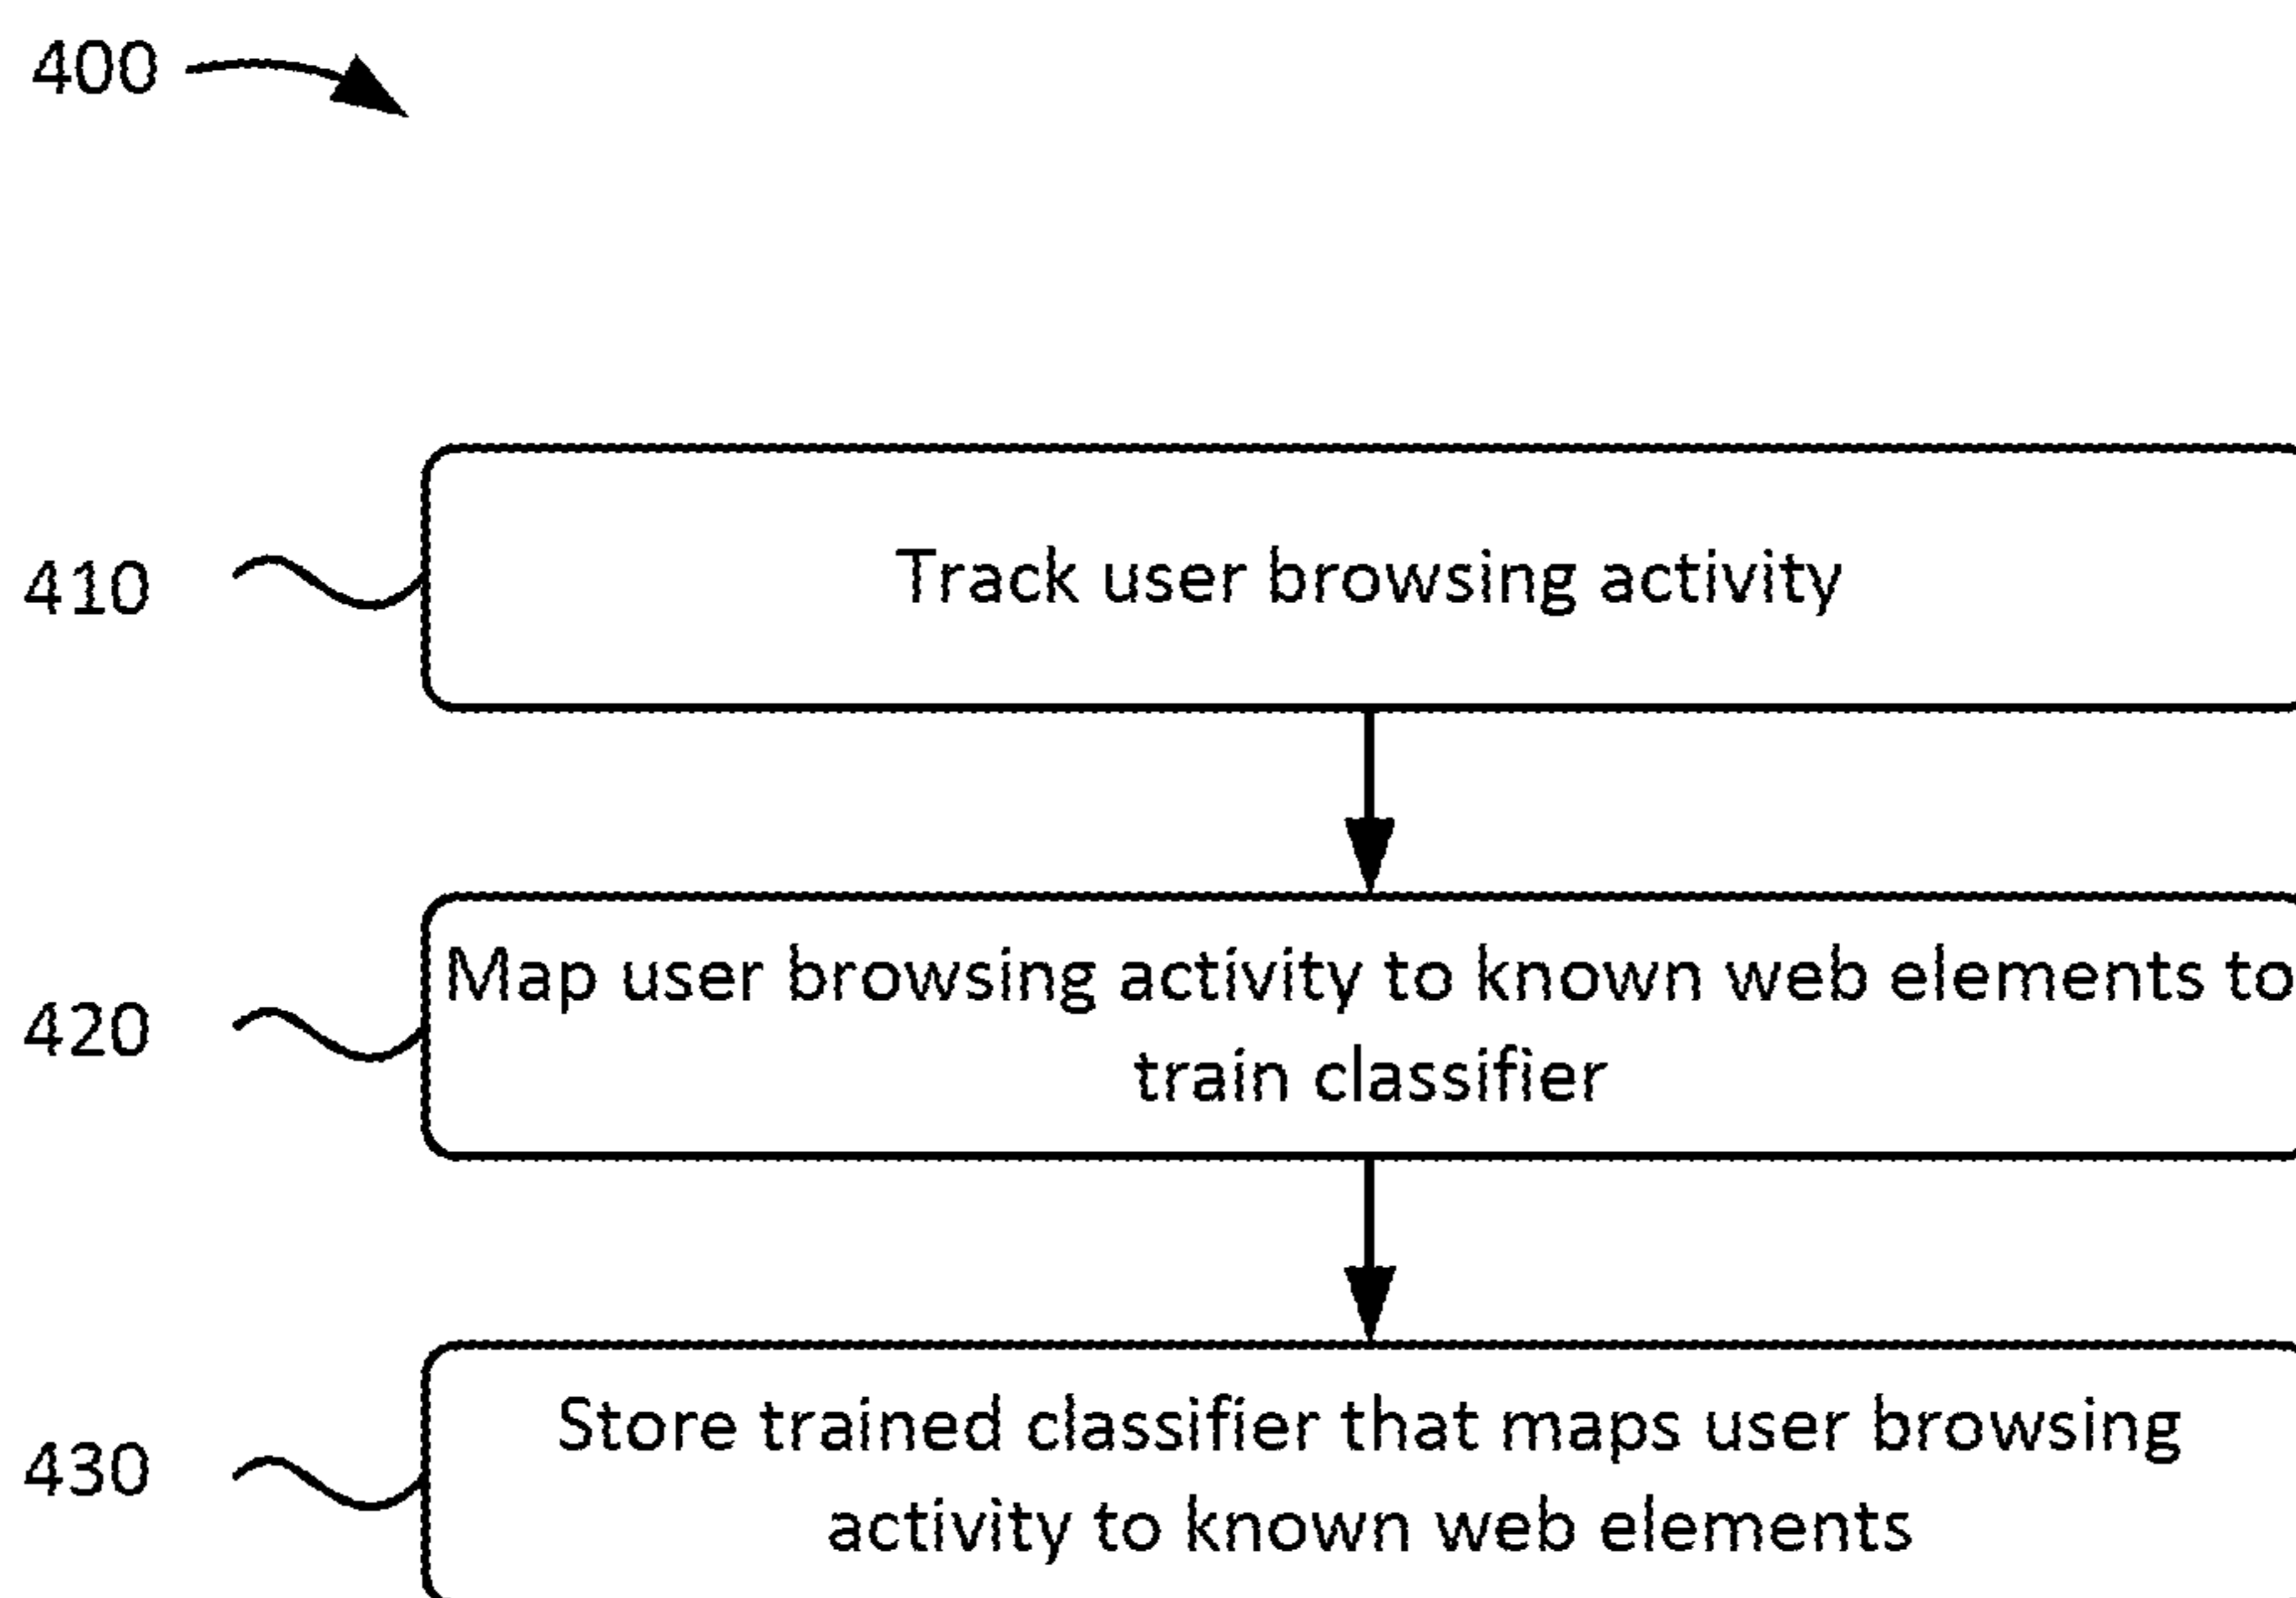 400
410
Track user browsing activity
420
Map user browsing activity to known web elements to
train classifier
430
Store trained classifier that maps user browsing
activity to known web elements